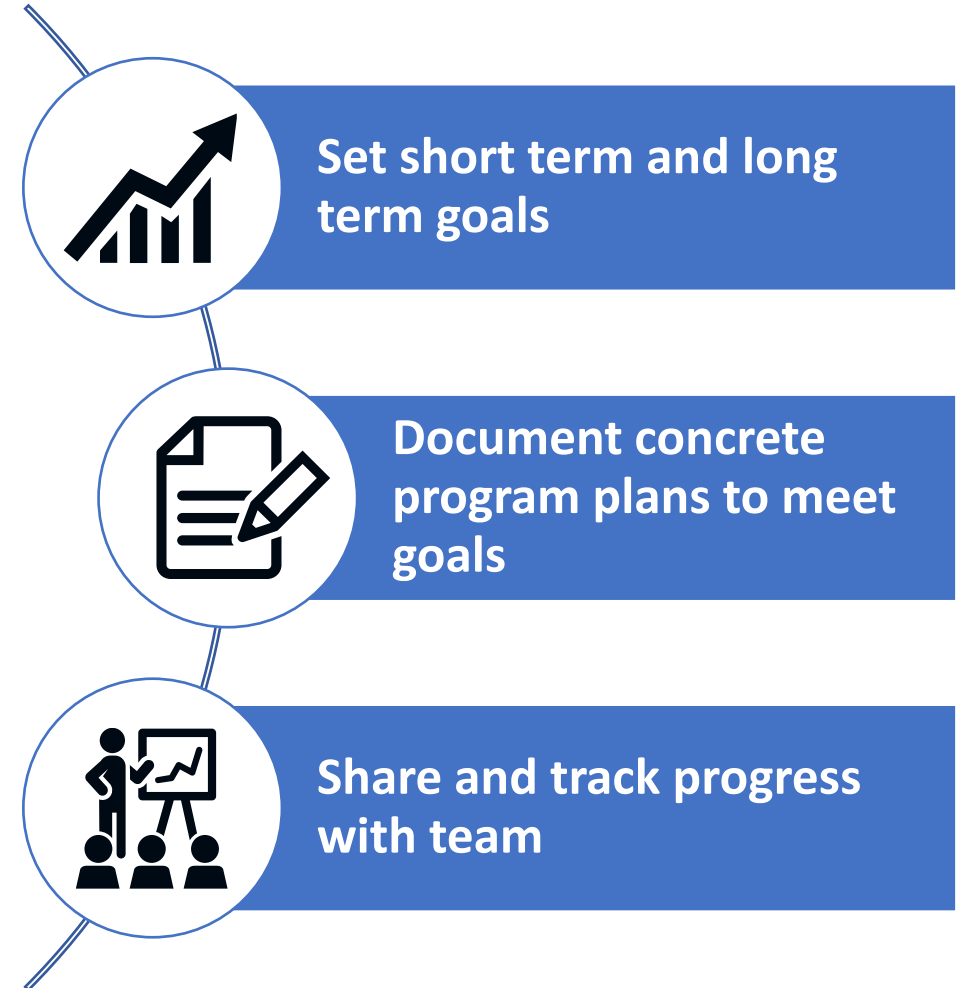 Set short term and long
term goals
Document concrete
program plans to meet
goals
Share and track progress
with team